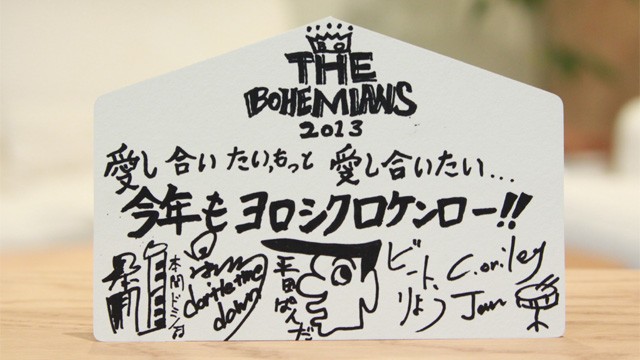 THE
BOHEMIANS
2013
愛し合いたい,もっと 愛し合いたい...
今年も ヨロシクロケンロー!!
本間ドミノ
平田ぱんだ
ビート りょう